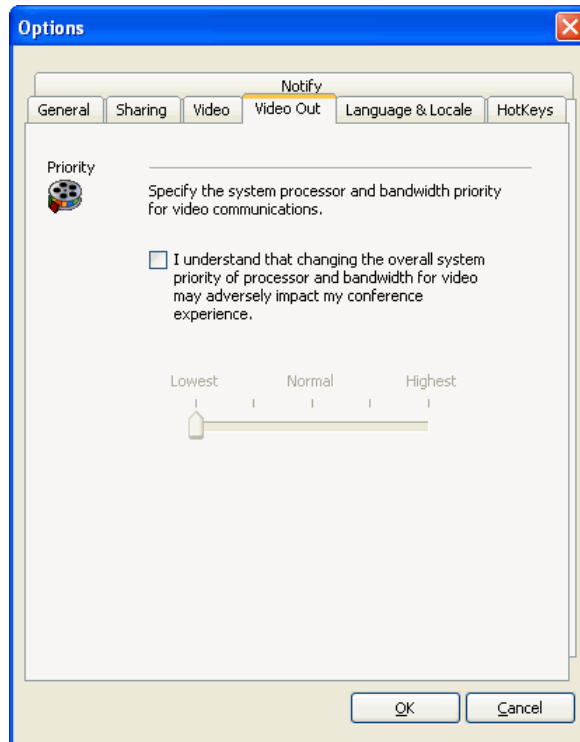 Options
Notify
General Sharing Video Video Out Language & Locale HotKeys
Priority
Specify the system processor and bandwidth priority
for video communications.
I understand that changing the overall system
priority of processor and bandwidth for video
may adversely impact my conference
experience.
Lowest Normal Highest
OK Cancel